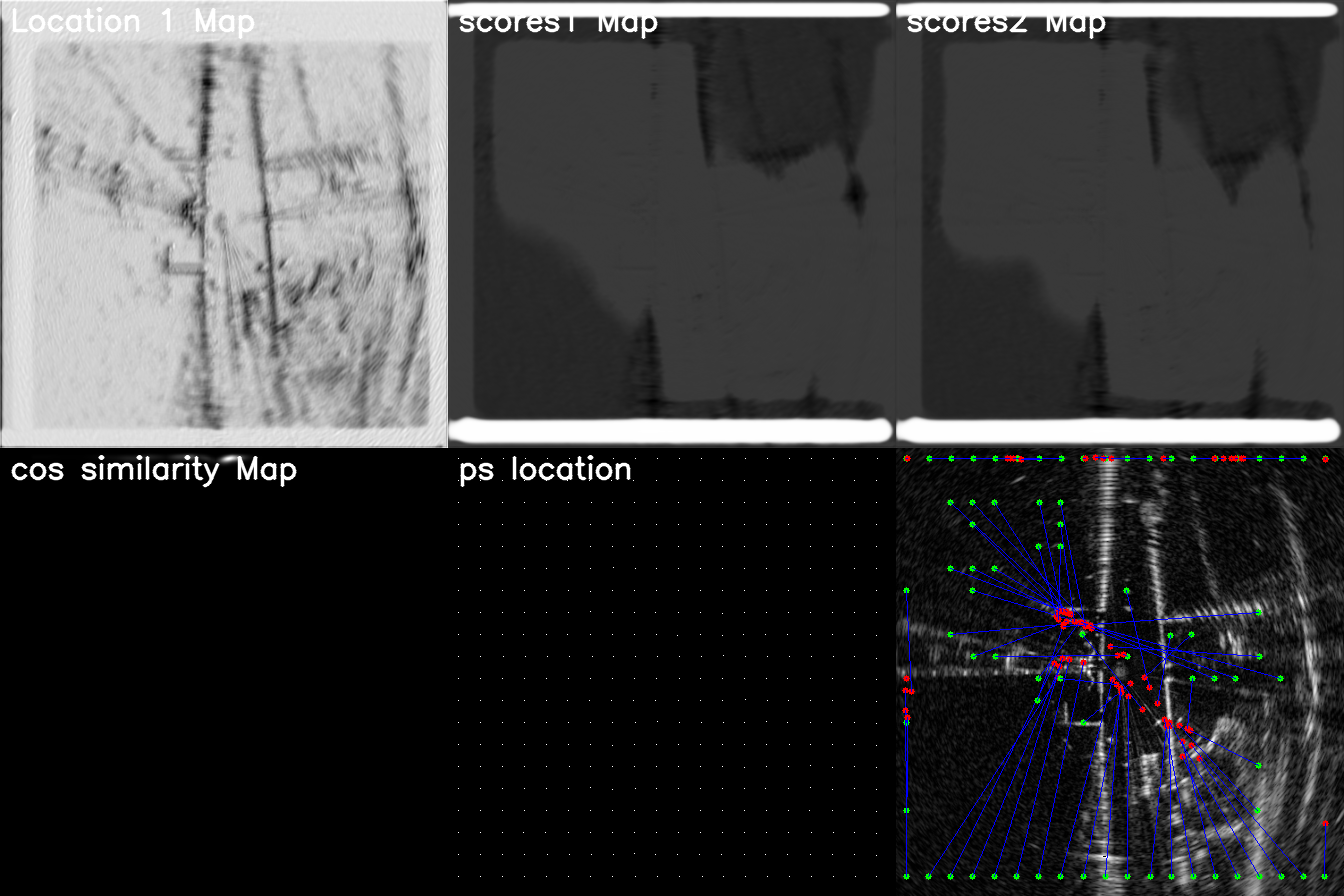 Location 1 Map
scores1 Map
scores2 Map
cos similarity Map
ps location